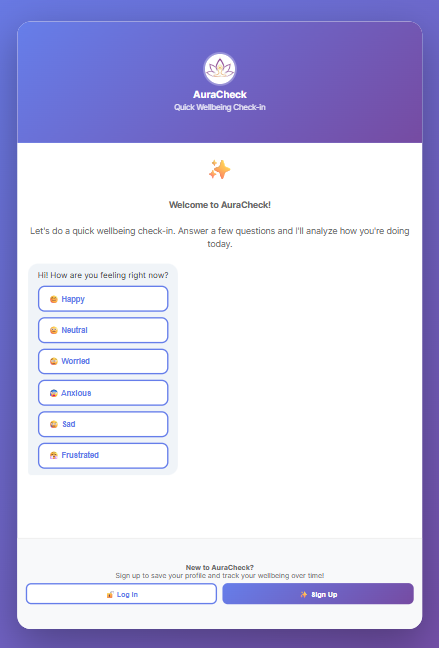 AuraCheck
Quick Wellbeing Check-in
Welcome to AuraCheck!
Let's do a quick wellbeing check-in. Answer a few questions and I'll analyze how you're doing
today.
Hi! How are you feeling right now?
Happy
Neutral
Worried
Anxious
Sad
Frustrated
New to AuraCheck?
Sign up to save your profile and track your wellbeing over time!
Log In
Sign Up